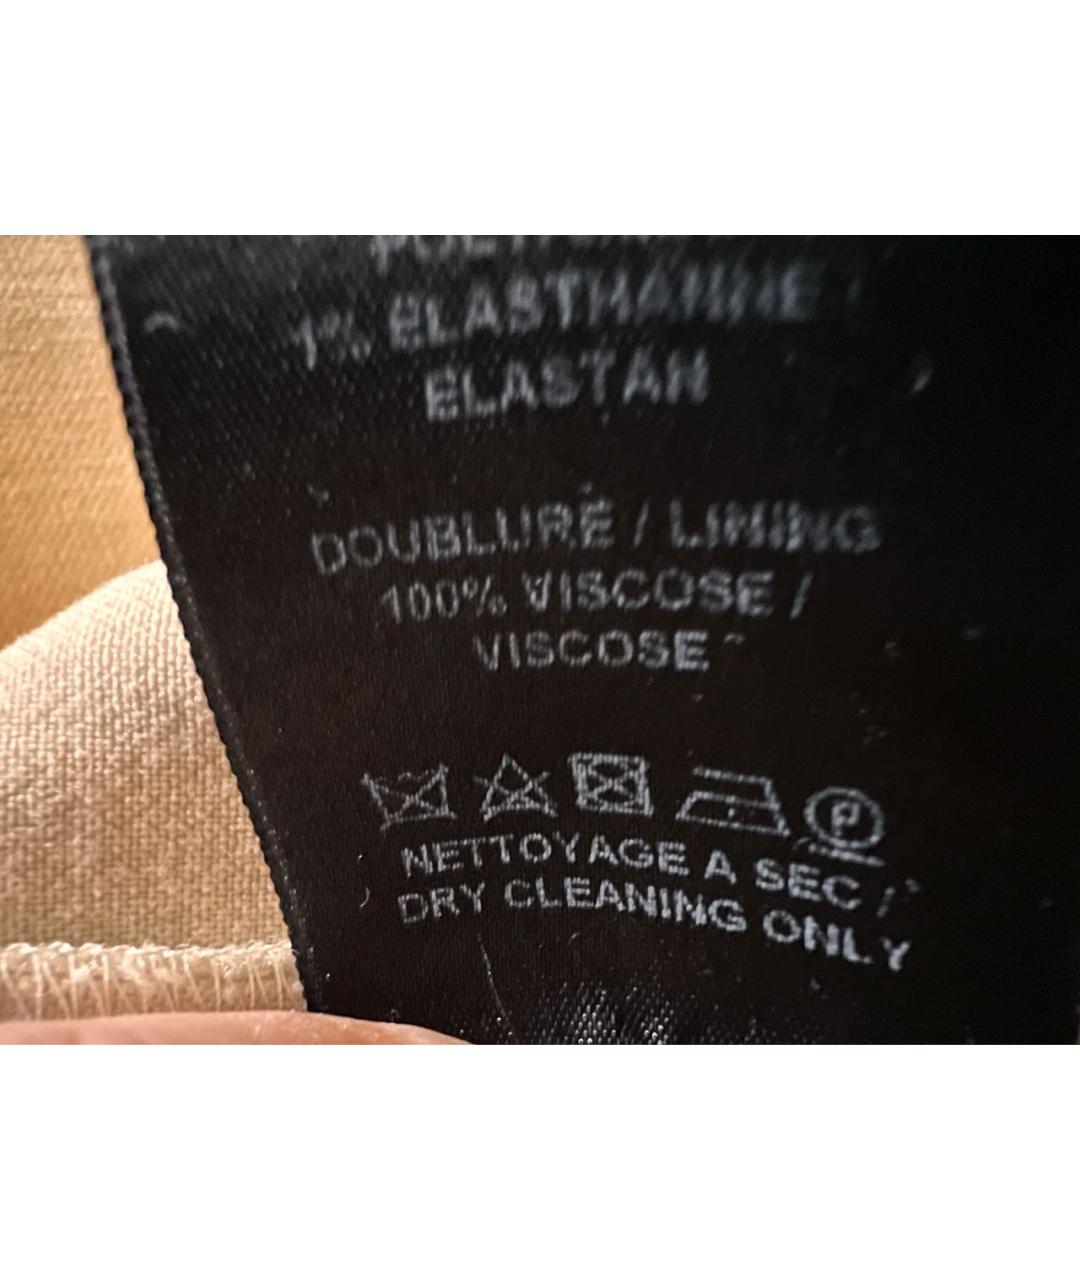 1% ELASTHANNE /
ELASTAN
DOUBLURE / LINING
100% VISCOSE /
VISCOSE
P
NETTOYAGE A SEC /
DRY CLEANING ONLY